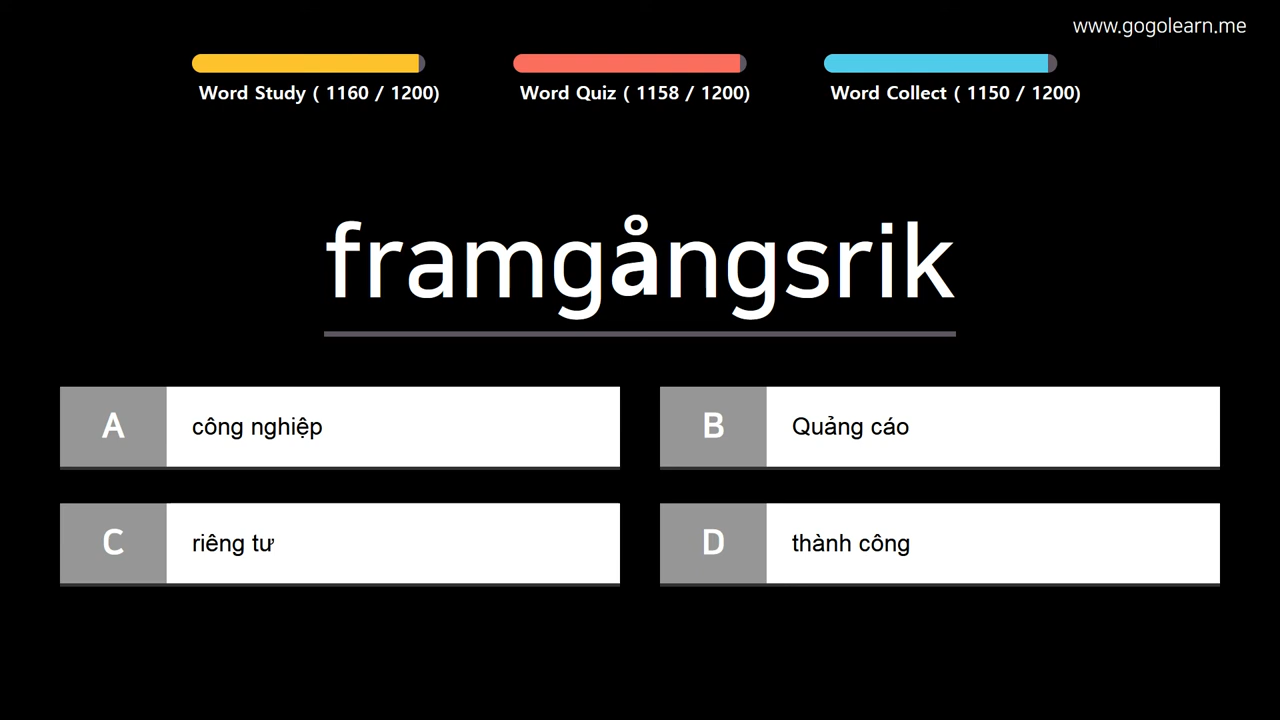 www.gogolearn.me
Word Study ( 1160 / 1200)
Word Quiz ( 1158 / 1200)
Word Collect ( 1150 / 1200)
framgångsrik
A
công nghiệp
B
Quảng cáo
C
riêng tư
D
thành công